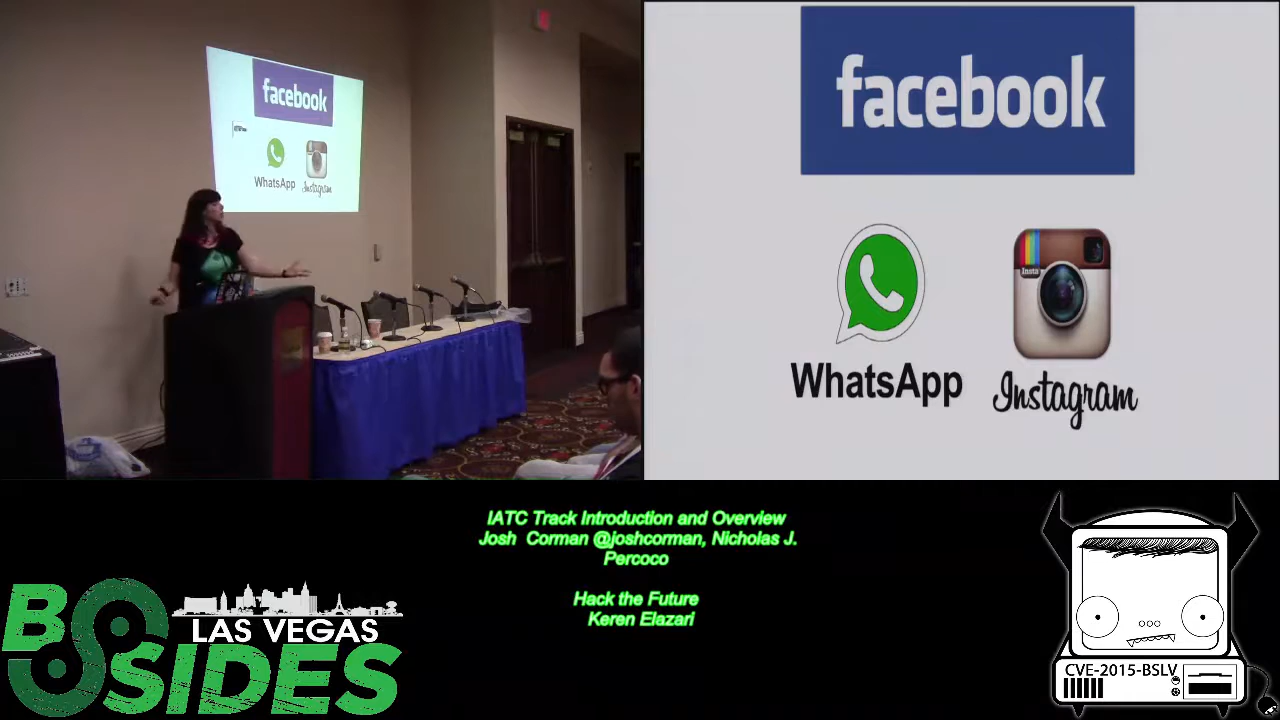 facebook
WhatsApp
Instagram
facebook
Insta
WhatsApp
Instagram
IATC Track Introduction and Overview
Josh Corman @joshcorman, Nicholas J.
Percoco
Hack the Future
Keren Elazari
BSIDES
LAS VEGAS
CVE-2015-BSLV